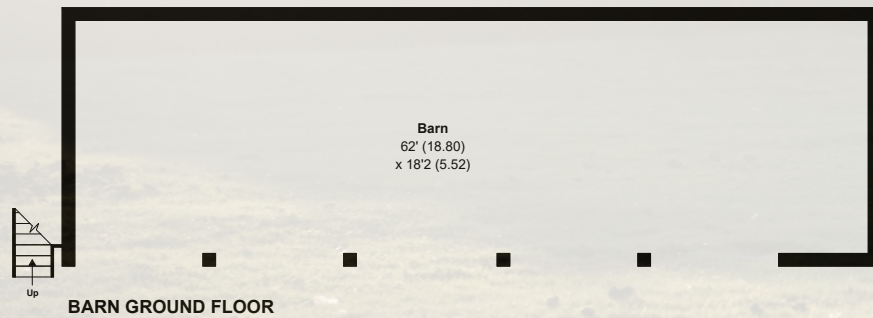 Barn
62' (18.80)
x 18'2 (5.52)
Up
BARN GROUND FLOOR